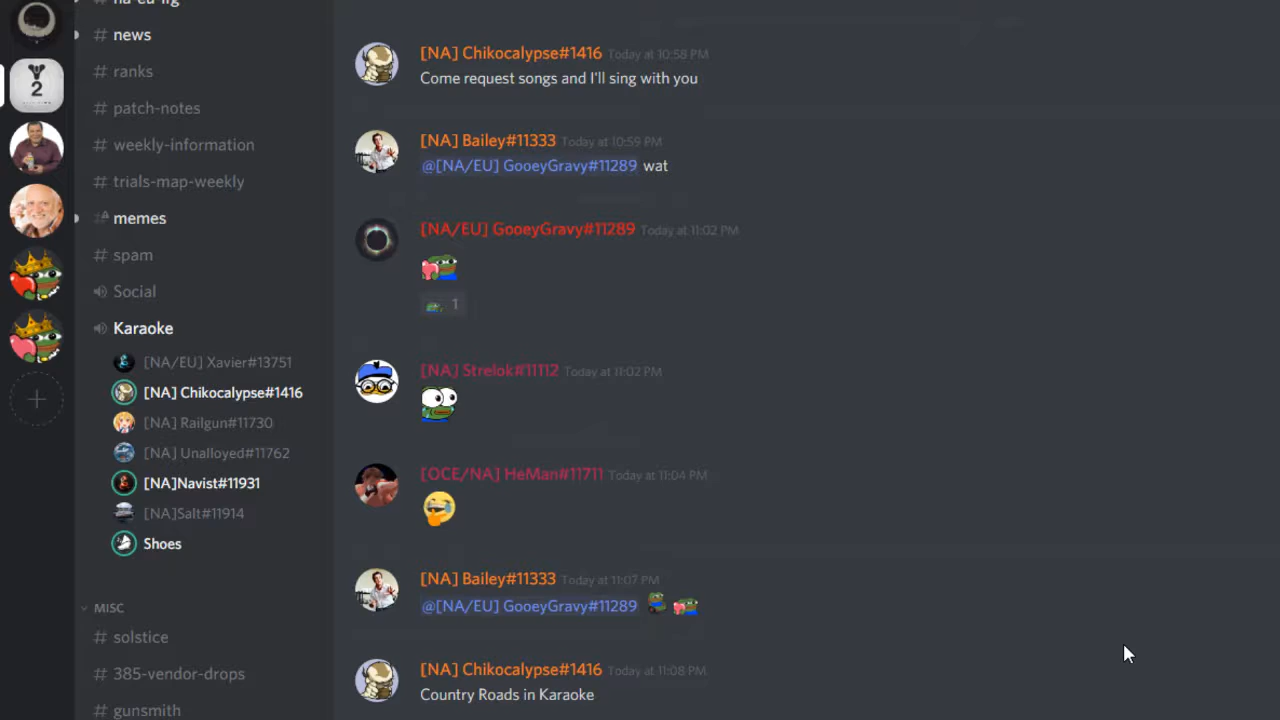 2
na-eu-lfg
# news
# ranks
# patch-notes
# weekly-information
# trials-map-weekly
memes
# spam
Social
Karaoke
[NA/EU] Xavier#13751
[NA] Chikocalypse#1416
[NA] Railgun#11730
[NA] Unalloyed#11762
[NA]Navist#11931
[NA]Salt#11914
Shoes
MISC
# solstice
# 385-vendor-drops
# gunsmith
[NA] Chikocalypse#1416 Today at 10:58 PM
Come request songs and I'll sing with you
[NA] Bailey#11333 Today at 10:59 PM
@[NA/EU] GooeyGravy#11289 wat
[NA/EU] GooeyGravy#11289 Today at 11:02 PM
1
[NA] Strelok#11112 Today at 11:02 PM
[OCE/NA] HeMan#11711 Today at 11:04 PM
[NA] Bailey#11333 Today at 11:07 PM
@[NA/EU] GooeyGravy#11289
[NA] Chikocalypse#1416 Today at 11:08 PM
Country Roads in Karaoke